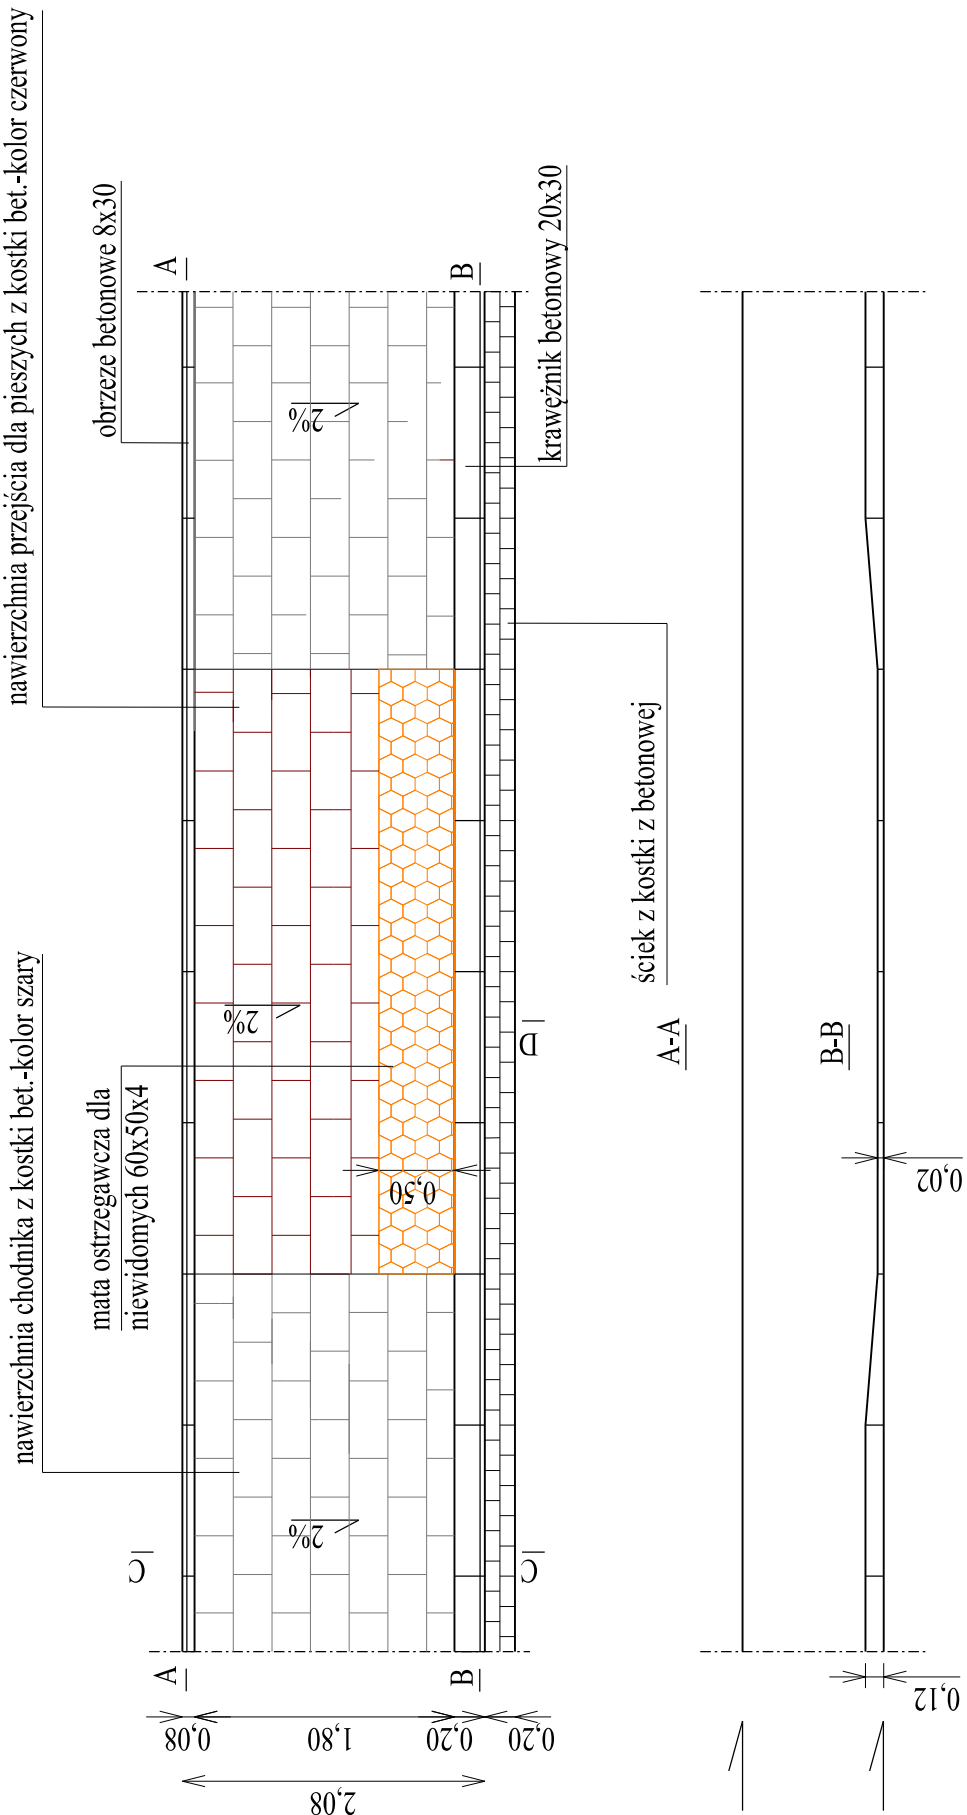 nawierzchnia chodnika z kostki bet.-kolor szary
nawierzchnia przejścia dla pieszych z kostki bet.-kolor czerwony
mata ostrzegawcza dla
niewidomych 60x50x4
obrzeze betonowe 8x30
C
A
A
2%
2%
2%
0,50
B
B
C
D
krawężnik betonowy 20x30
ściek z kostki z betonowej
2,08
0,08
1,80
0,20
0,20
A-A
B-B
0,02
0,12